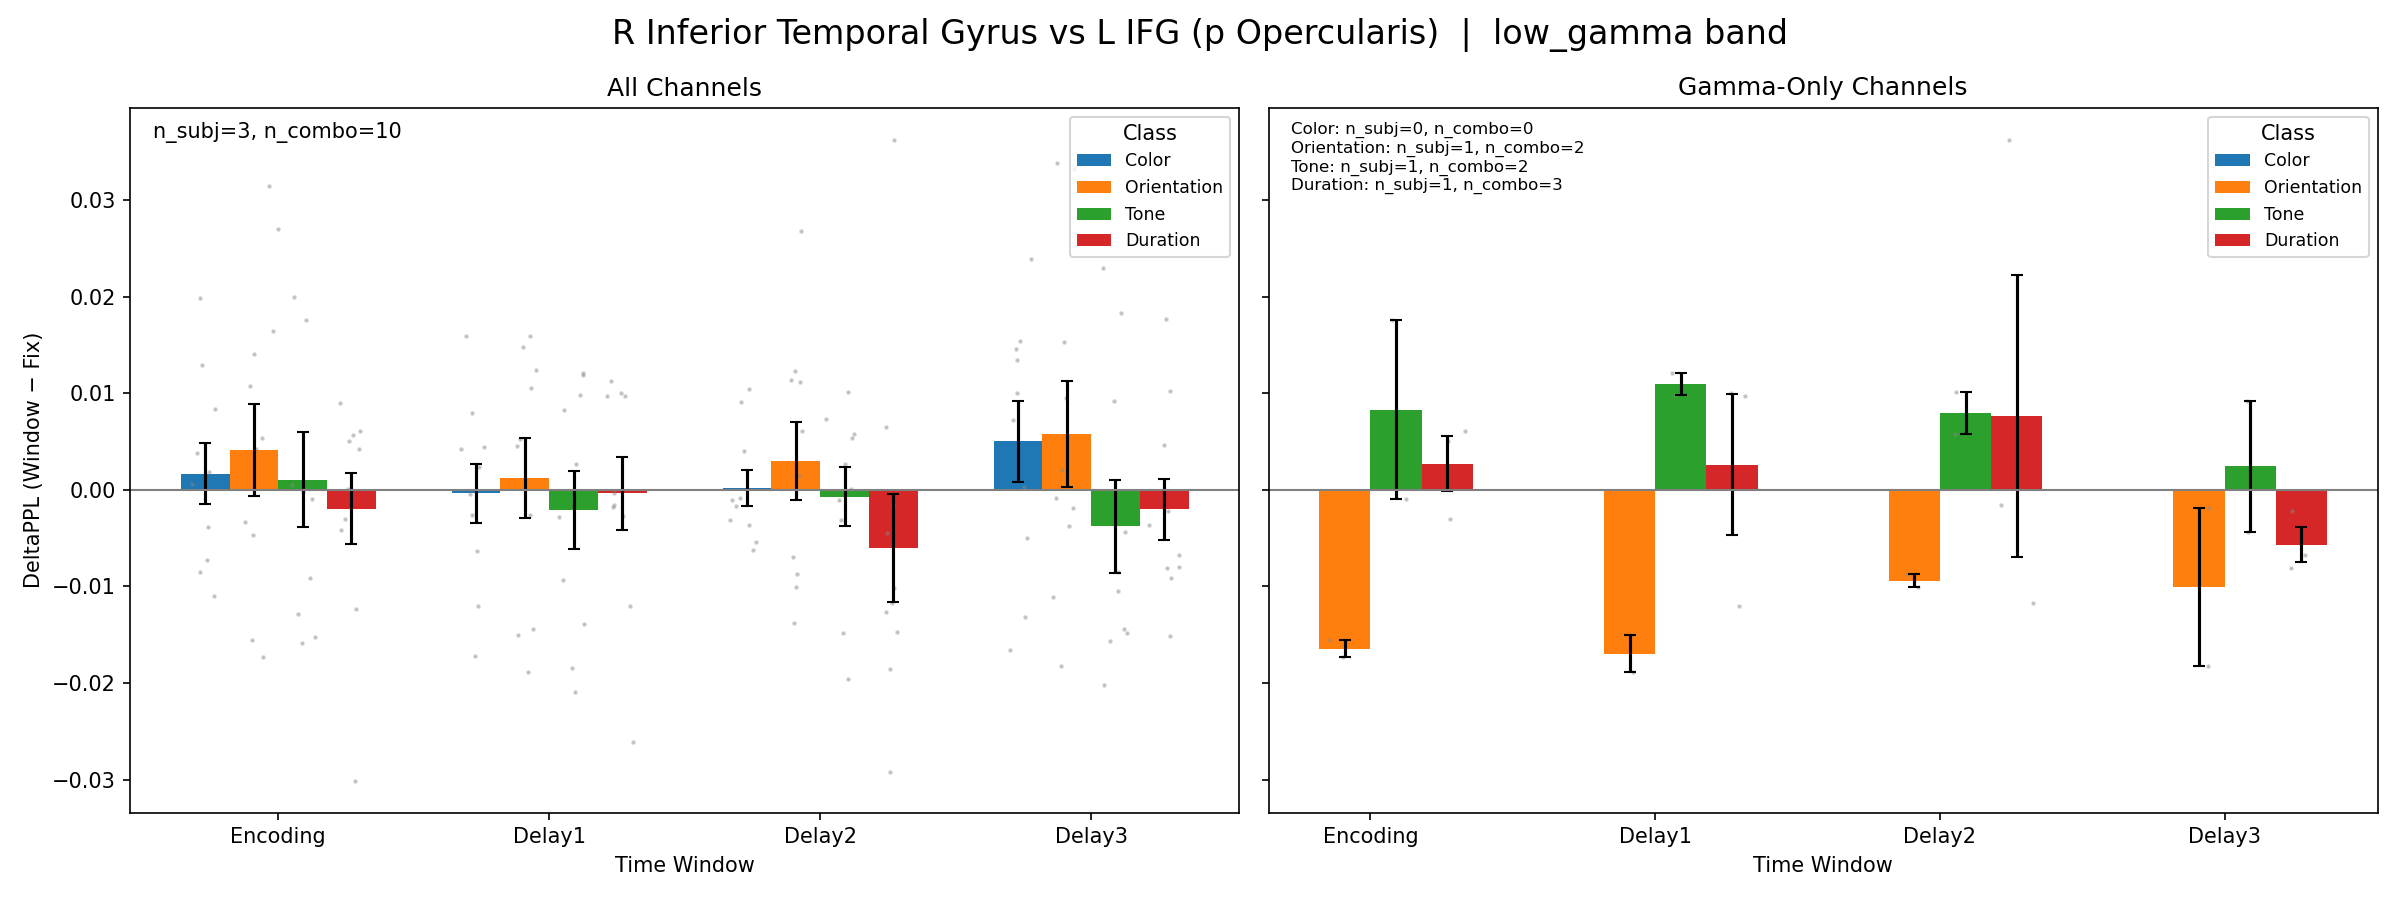 R Inferior Temporal Gyrus vs L IFG (p Opercularis)  |  low_gamma band
All Channels
n_subj=3, n_combo=10
Class
Color
Orientation
Tone
Duration
DeltaPPL (Window − Fix)
0.03
0.02
0.01
0.00
−0.01
−0.02
−0.03
Encoding
Delay1
Delay2
Delay3
Time Window
Gamma-Only Channels
Color: n_subj=0, n_combo=0
Orientation: n_subj=1, n_combo=2
Tone: n_subj=1, n_combo=2
Duration: n_subj=1, n_combo=3
Class
Color
Orientation
Tone
Duration
Encoding
Delay1
Delay2
Delay3
Time Window